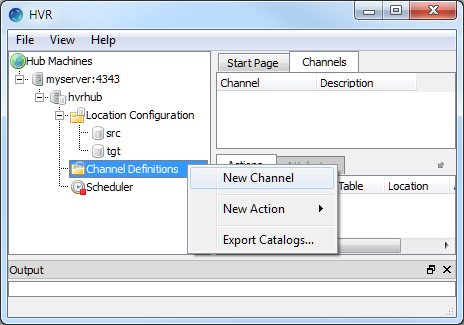 HVR
File View Help
Hub Machines
myserver:4343
hvrhub
Location Configuration
src
tgt
Channel Definitions
Scheduler
Start Page Channels
Channel Description
Actions
New Channel
New Action
Export Catalogs...
Table Location
Output